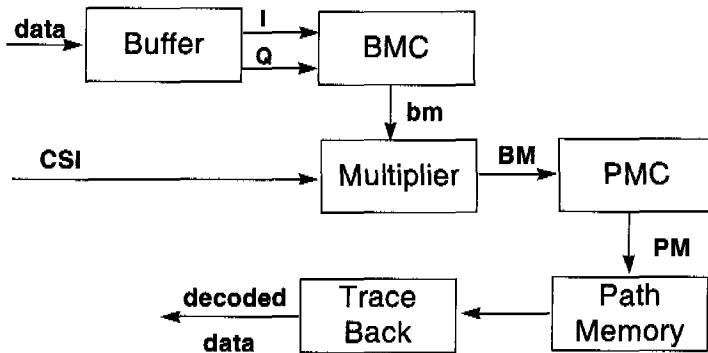 data
Buffer
I
Q
BMC
bm
CSI
Multiplier
BM
PMC
PM
decoded
data
Trace
Back
Path
Memory